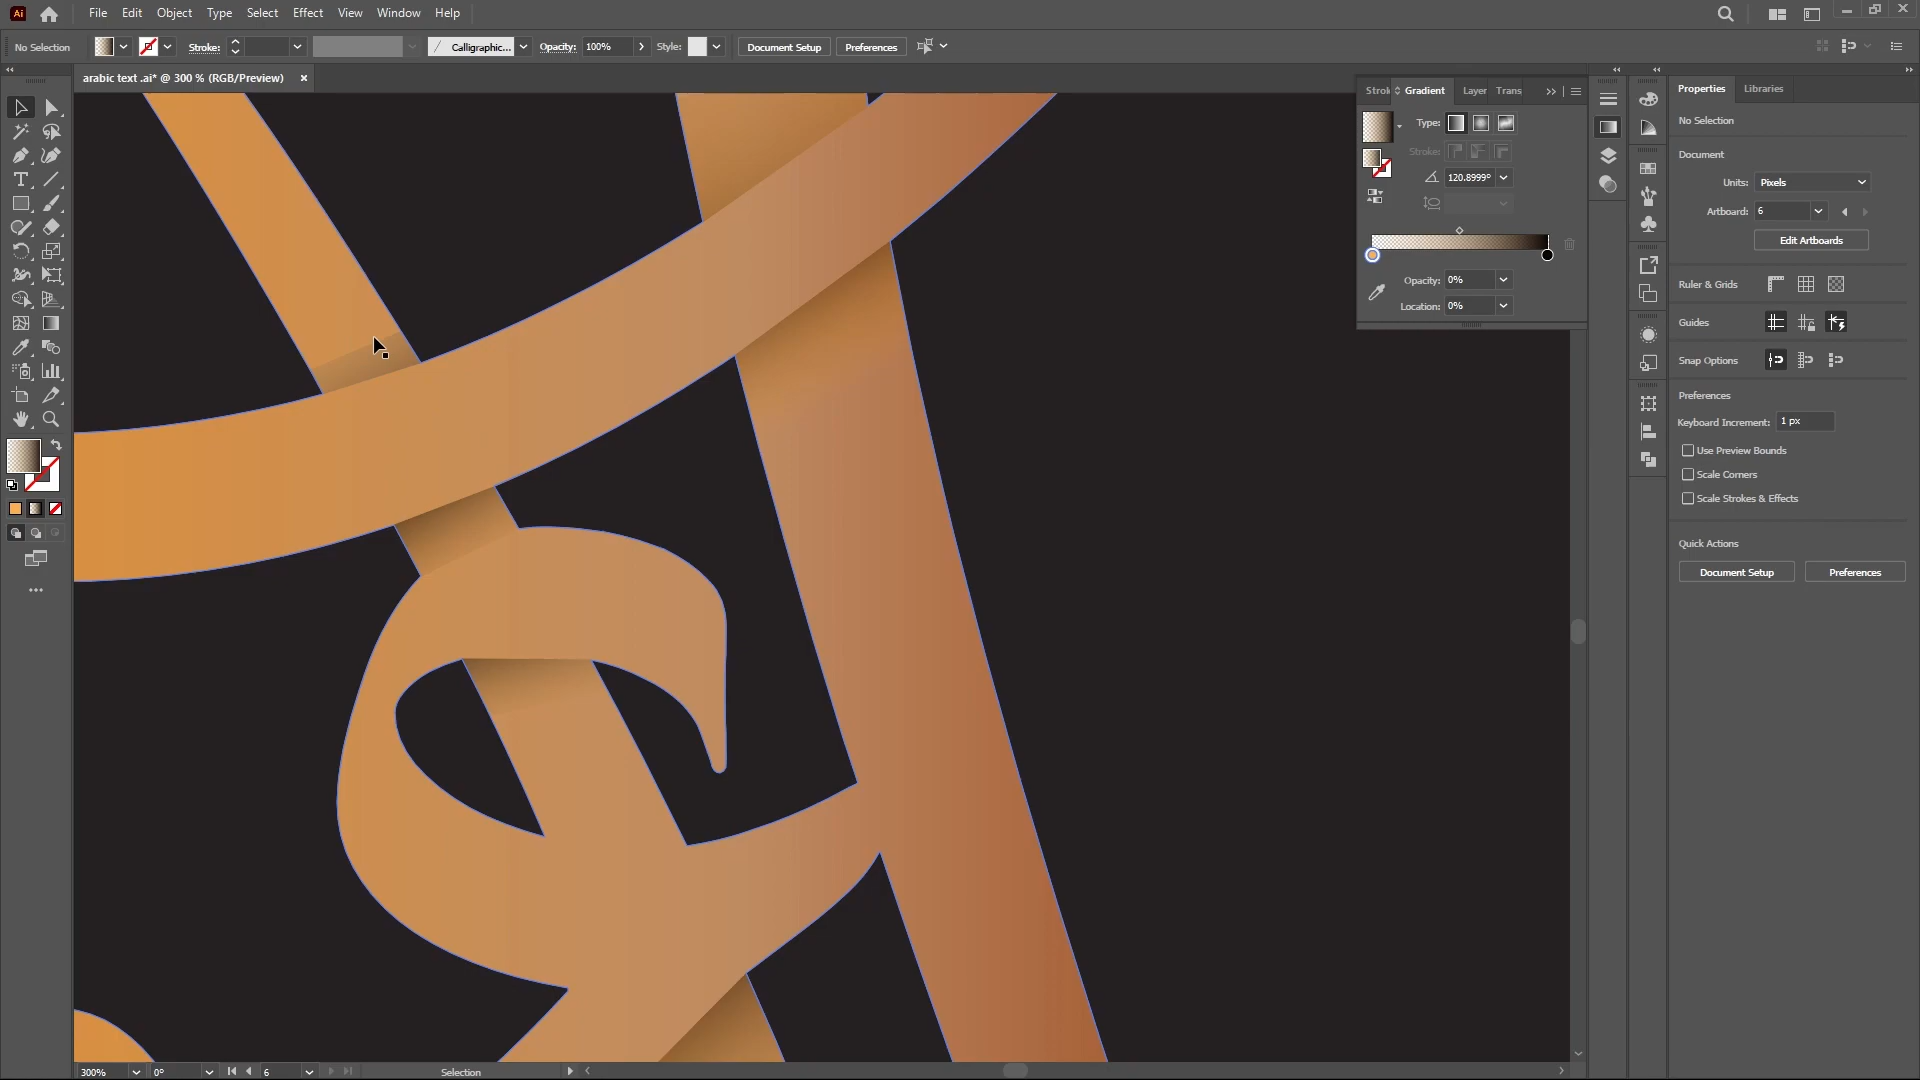 Ai File Edit Object Type Select Effect View Window Help
No Selection Stroke: Calligraphic... Opacity: 100% Style: Document Setup Preferences
arabic text .ai* @ 300 % (RGB/Preview)
Strok Gradient Layer Trans
Type:
Stroke:
120.8999°
Opacity: 0%
Location: 0%
Properties Libraries
No Selection
Document
Units: Pixels
Artboard: 6
Edit Artboards
Ruler & Grids
Guides
Snap Options
Preferences
Keyboard Increment: 1 px
Use Preview Bounds
Scale Corners
Scale Strokes & Effects
Quick Actions
Document Setup Preferences
300% 0° 6 Selection